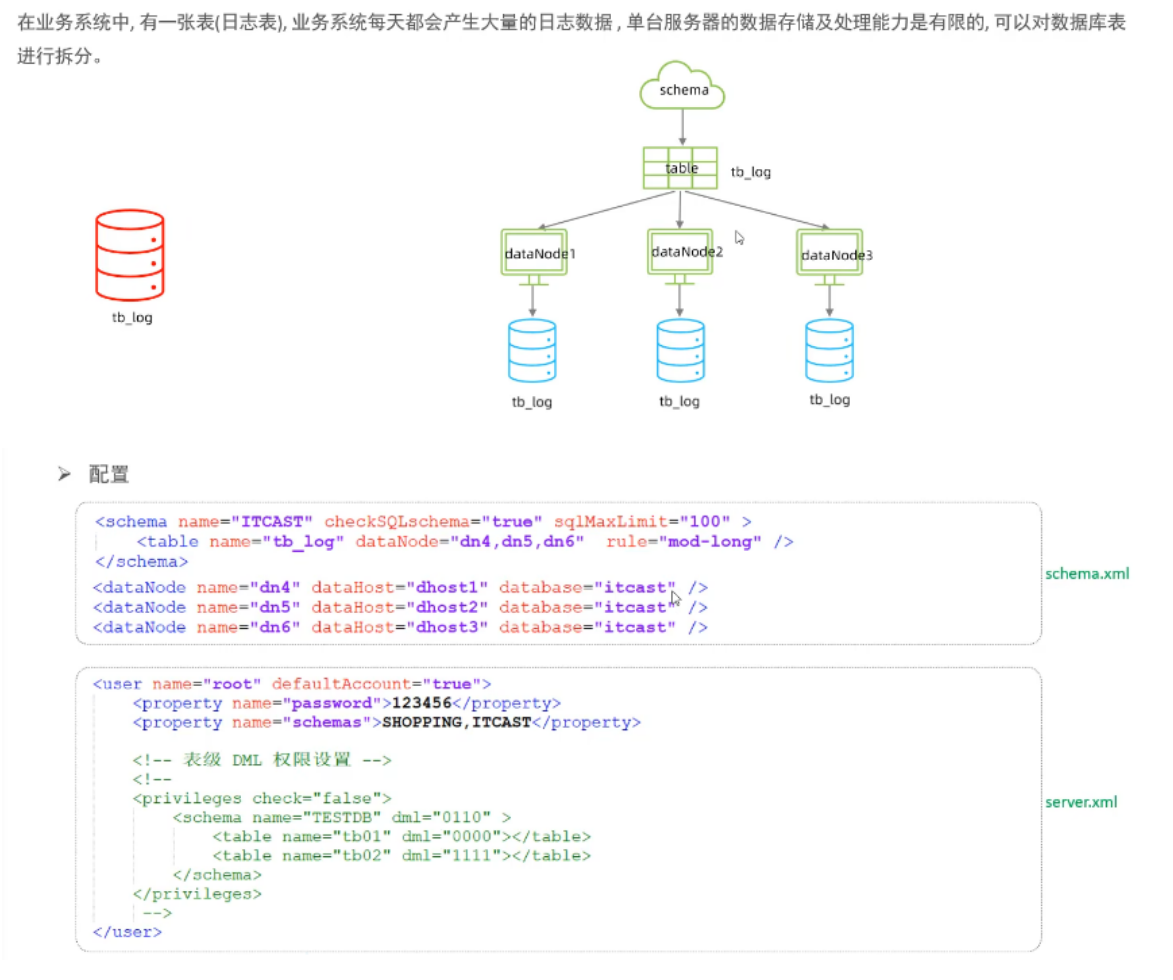 在业务系统中, 有一张表(日志表), 业务系统每天都会产生大量的日志数据 , 单台服务器的数据存储及处理能力是有限的, 可以对数据库表
进行拆分。
schema
table
tb_log
dataNode1
dataNode2
dataNode3
tb_log
tb_log
tb_log
tb_log
➢ 配置
<schema name="ITCAST" checkSQLschema="true" sqlMaxLimit="100" >
<table name="tb_log" dataNode="dn4,dn5,dn6" rule="mod-long" />
</schema>
<dataNode name="dn4" dataHost="dhost1" database="itcast" />
<dataNode name="dn5" dataHost="dhost2" database="itcast" />
<dataNode name="dn6" dataHost="dhost3" database="itcast" />
schema.xml
<user name="root" defaultAccount="true">
<property name="password">123456</property>
<property name="schemas">SHOPPING,ITCAST</property>
<!-- 表级 DML 权限设置 -->
<!--
<privileges check="false">
<schema name="TESTDB" dml="0110" >
<table name="tb01" dml="0000"></table>
<table name="tb02" dml="1111"></table>
</schema>
</privileges>
-->
</user>
server.xml